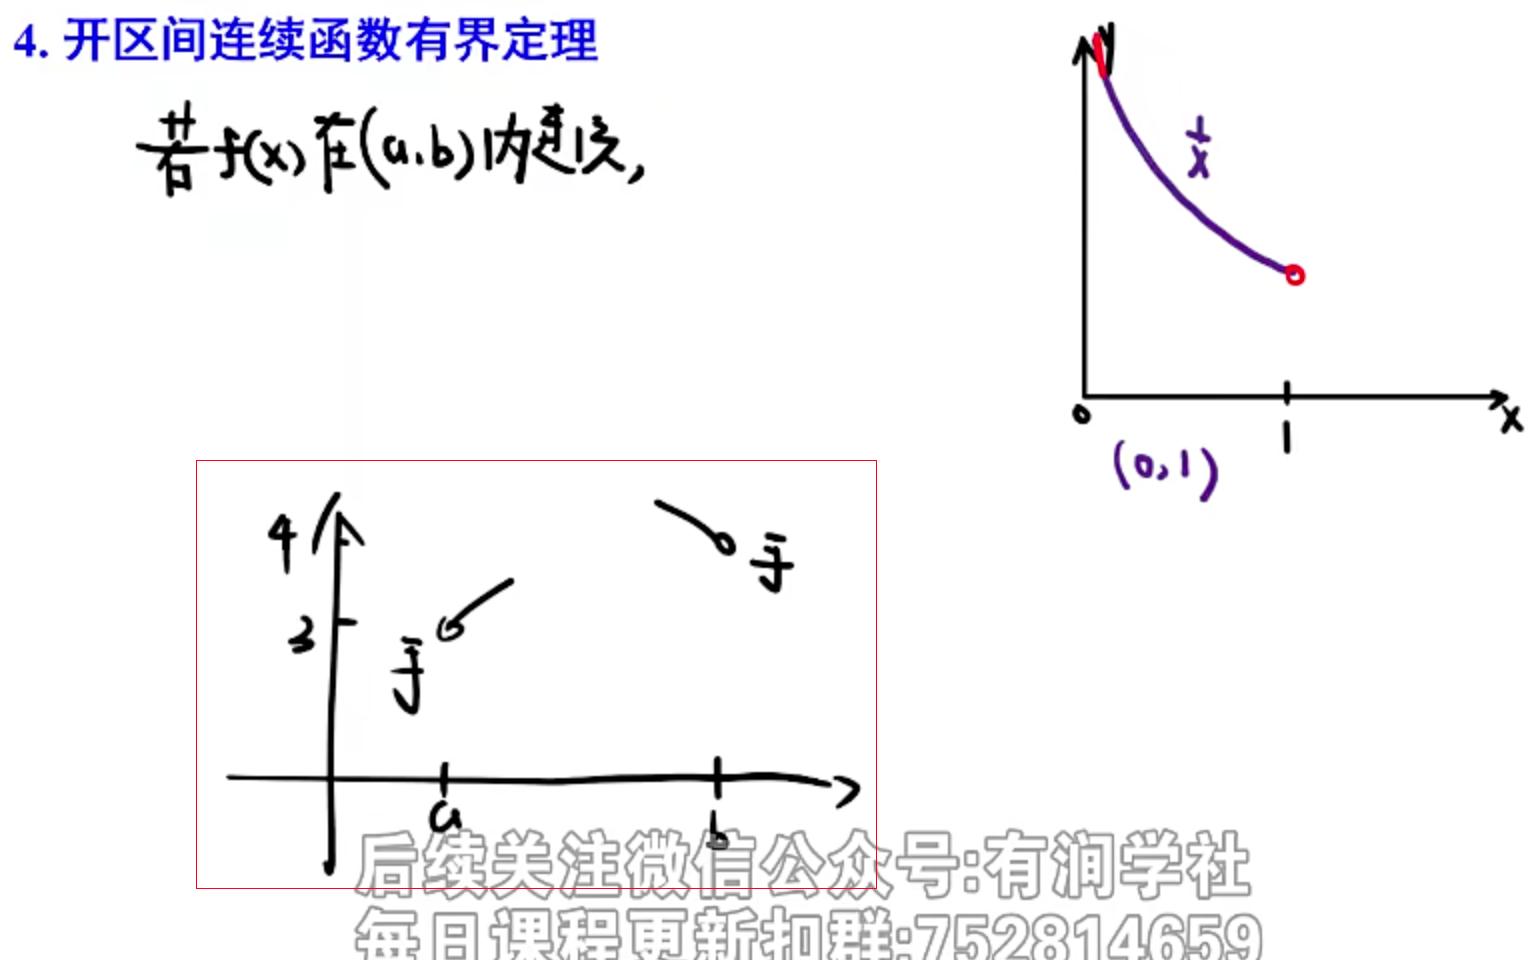 4. 开区间连续函数有界定理
若f(x)在(a,b)内连续,
y
1/x
0
1
x
(0,1)
4
3
子
子
a
b
后续关注微信公众号:有润学社
每日课程更新扣群:752814659